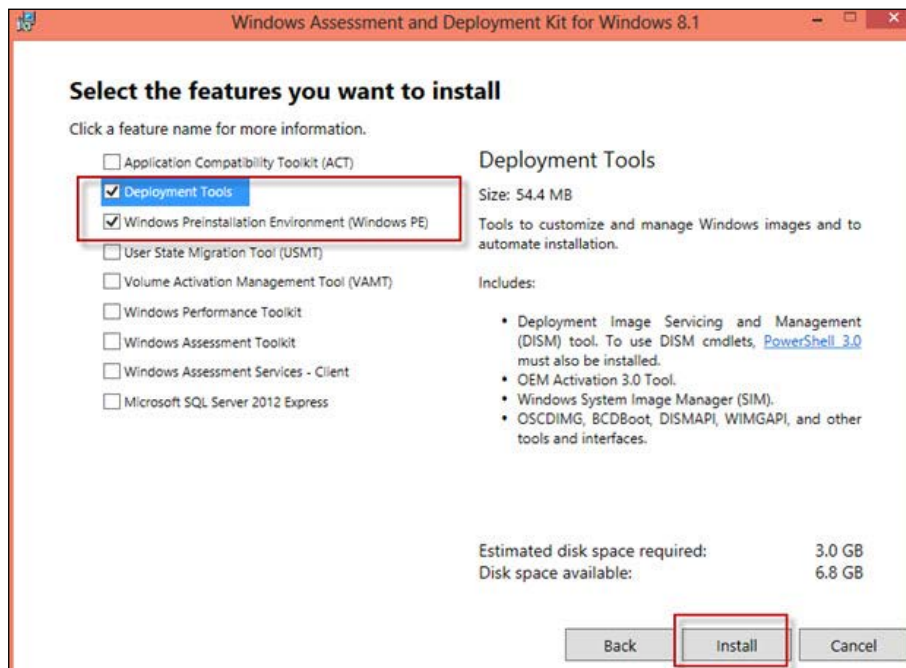 Windows Assessment and Deployment Kit for Windows 8.1
Select the features you want to install
Click a feature name for more information.
Application Compatibility Toolkit (ACT)
Deployment Tools
Windows Preinstallation Environment (Windows PE)
User State Migration Tool (USMT)
Volume Activation Management Tool (VAMT)
Windows Performance Toolkit
Windows Assessment Toolkit
Windows Assessment Services - Client
Microsoft SQL Server 2012 Express
Deployment Tools
Size: 54.4 MB
Tools to customize and manage Windows images and to
automate installation.
Includes:
• Deployment Image Servicing and Management
(DISM) tool. To use DISM cmdlets, PowerShell 3.0
must also be installed.
• OEM Activation 3.0 Tool.
• Windows System Image Manager (SIM).
• OSCDIMG, BCDBoot, DISMAPI, WIMGAPI, and other
tools and interfaces.
Estimated disk space required: 3.0 GB
Disk space available: 6.8 GB
Back Install Cancel